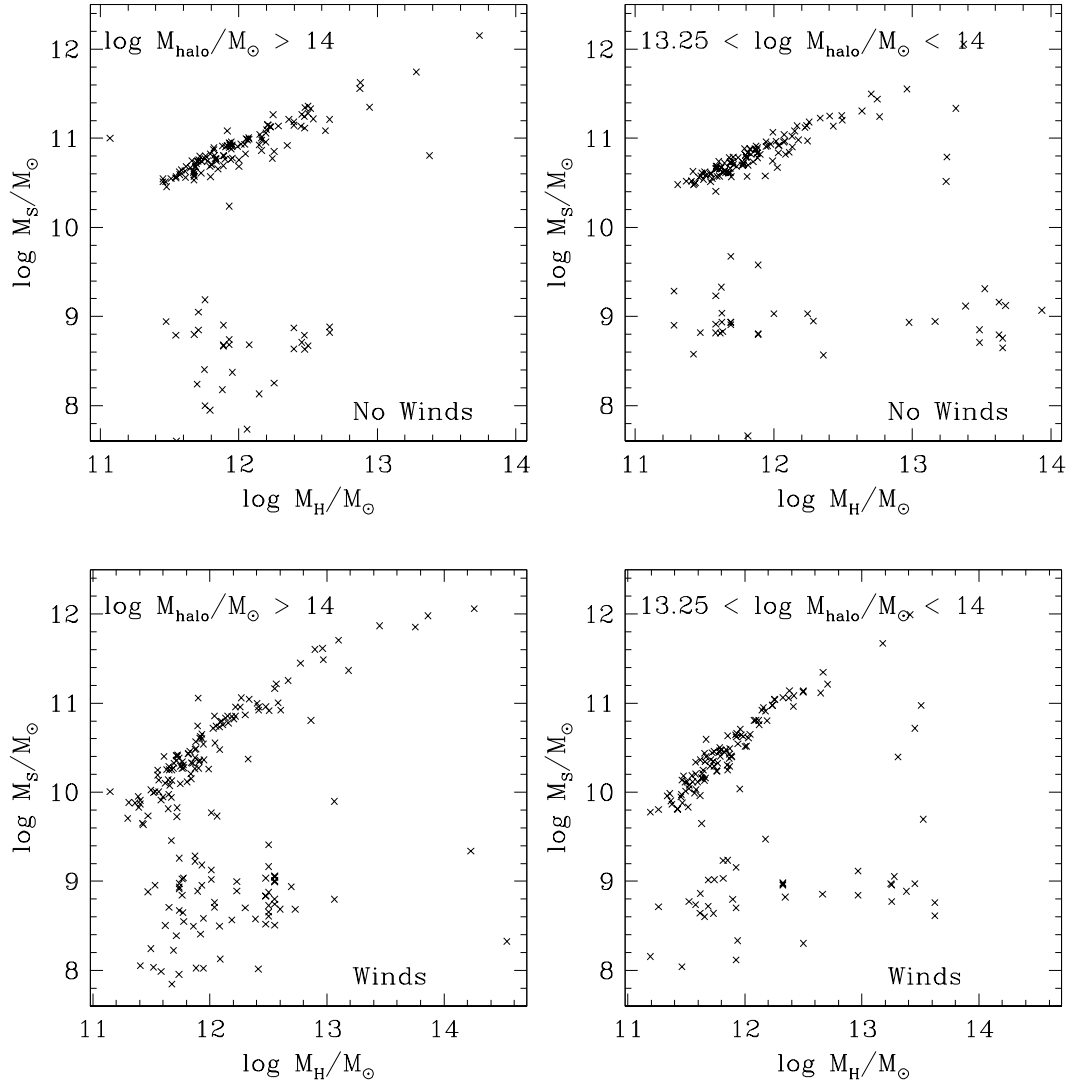 log M_halo/M_⊙ > 14
13.25 < log M_halo/M_⊙ < 14
12
11
10
9
8
log M_S/M_⊙
No Winds
11 12 13 14
log M_H/M_⊙
12
11
10
9
8
log M_S/M_⊙
No Winds
11 12 13 14
log M_H/M_⊙
log M_halo/M_⊙ > 14
13.25 < log M_halo/M_⊙ < 14
12
11
10
9
8
log M_S/M_⊙
Winds
11 12 13 14
log M_H/M_⊙
12
11
10
9
8
log M_S/M_⊙
Winds
11 12 13 14
log M_H/M_⊙